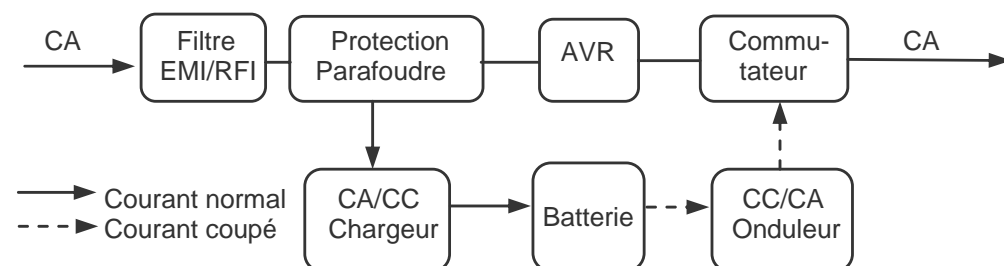 CA
Filtre
EMI/RFI
Protection
Parafoudre
AVR
Commu-
tateur
CA
Courant normal
Courant coupé
CA/CC
Chargeur
Batterie
CC/CA
Onduleur